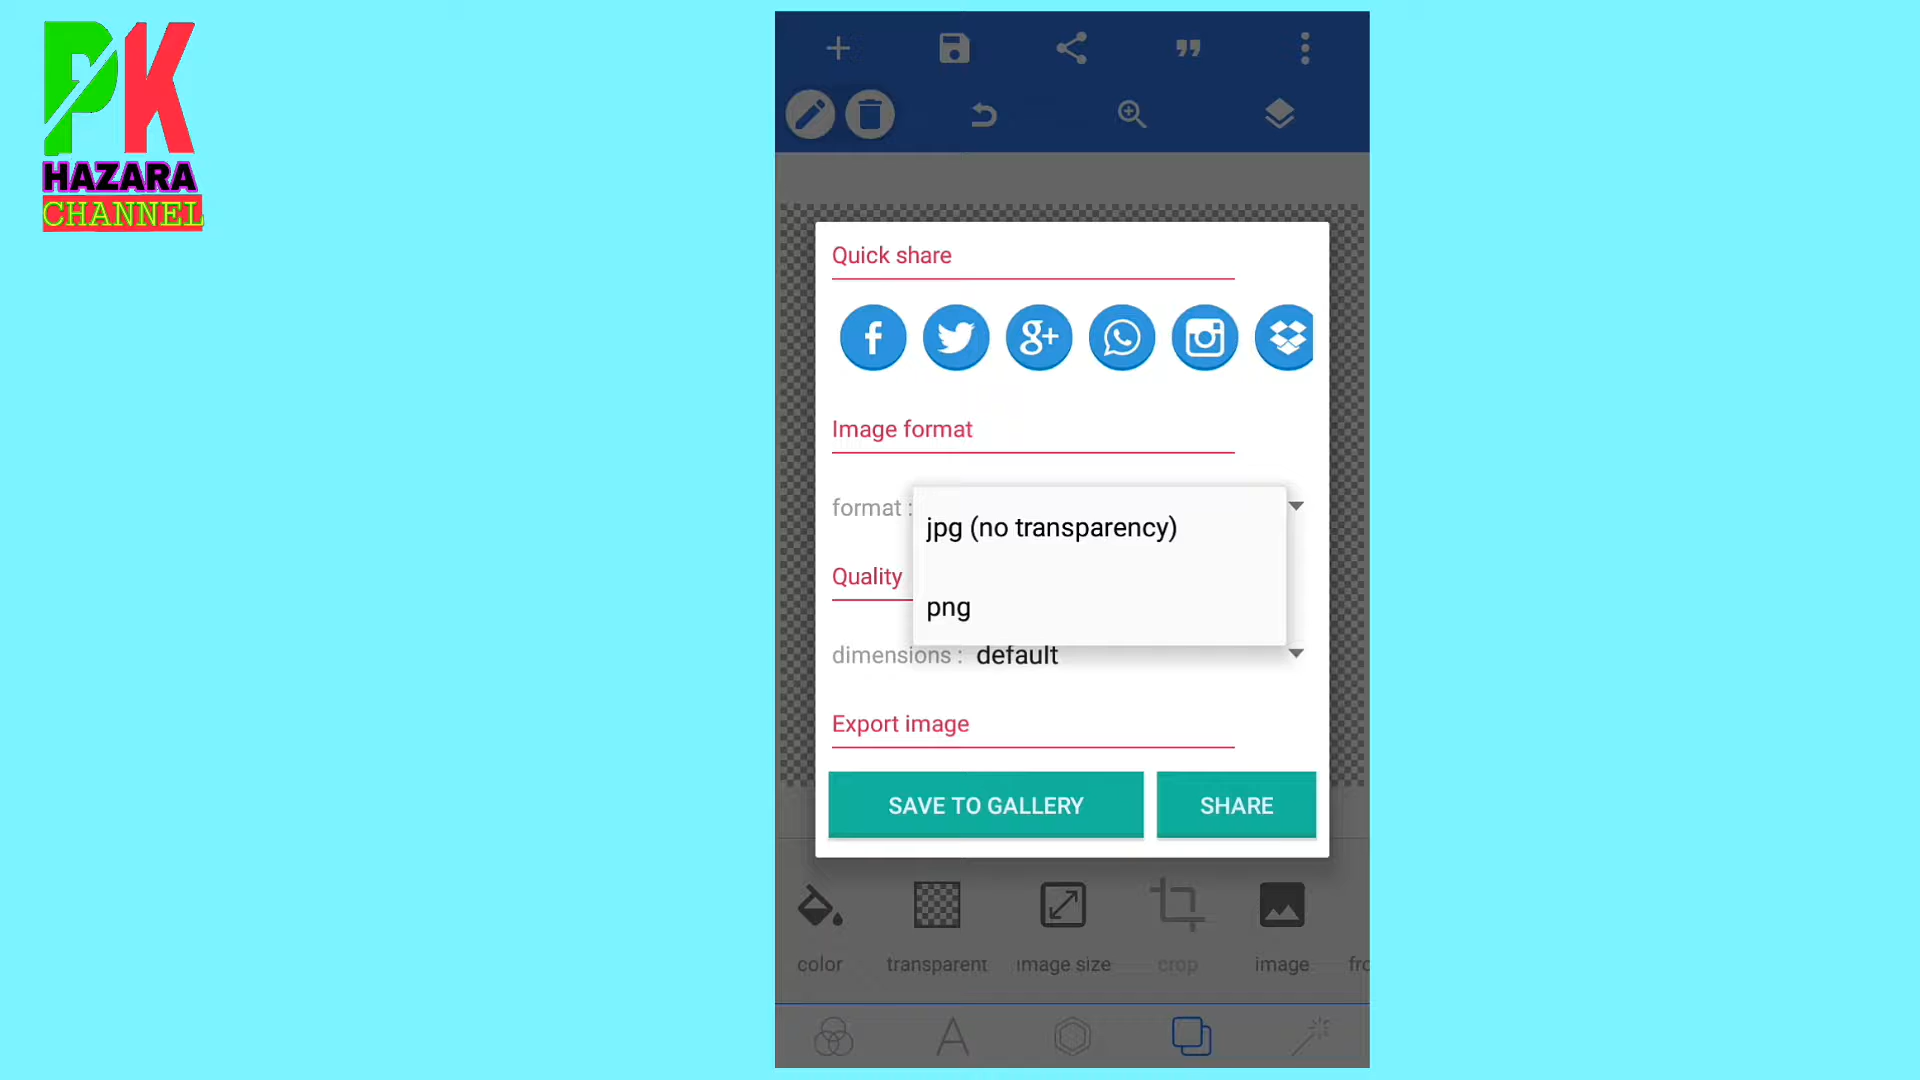 PK
HAZARA
CHANNEL
Quick share
Image format
format :
jpg (no transparency)
Quality
png
dimensions : default
Export image
SAVE TO GALLERY
SHARE
color
transparent
image size
crop
image
fro
A